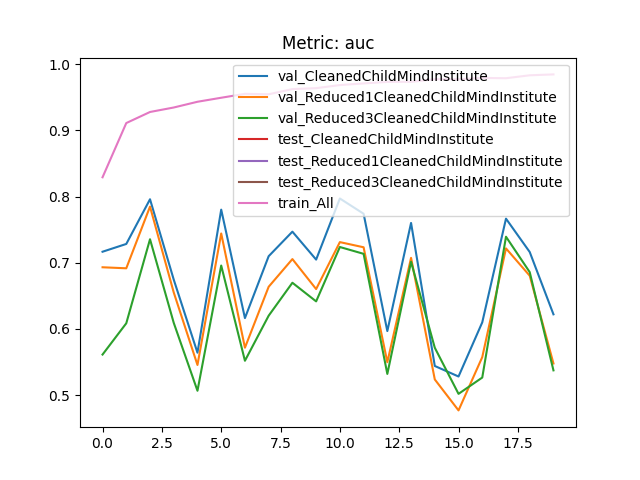 Metric: auc
1.0
0.9
0.8
0.7
0.6
0.5
val_CleanedChildMindInstitute
val_Reduced1CleanedChildMindInstitute
val_Reduced3CleanedChildMindInstitute
test_CleanedChildMindInstitute
test_Reduced1CleanedChildMindInstitute
test_Reduced3CleanedChildMindInstitute
train_All
0.0 2.5 5.0 7.5 10.0 12.5 15.0 17.5